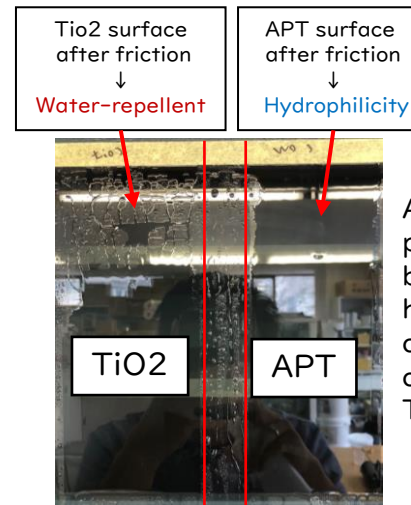 Tio2 surface
after friction
↓
Water-repellent
APT surface
after friction
↓
Hydrophilicity
TiO2
APT